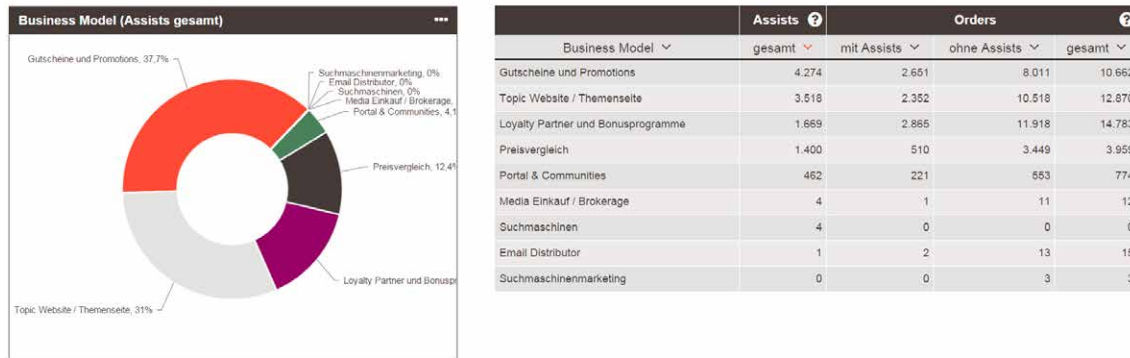 Business Model (Assists gesamt)
Gutscheine und Promotions, 37,7%
Suchmaschinenmarketing, 0%
Email Distributor, 0%
Suchmaschinen, 0%
Media Einkauf / Brokerage,
Portal & Communities, 4,1
Preisvergleich, 12,4%
Loyalty Partner und Bonuspr
Topic Website / Themenseite, 31%
Assists ? Orders ?
Business Model gesamt mit Assists ohne Assists gesamt
Gutscheine und Promotions 4.274 2.651 8.011 10.662
Topic Website / Themenseite 3.518 2.352 10.518 12.870
Loyalty Partner und Bonusprogramme 1.669 2.865 11.918 14.783
Preisvergleich 1.400 510 3.449 3.959
Portal & Communities 462 221 553 774
Media Einkauf / Brokerage 4 1 11 12
Suchmaschinen 4 0 0 0
Email Distributor 1 2 13 15
Suchmaschinenmarketing 0 0 3